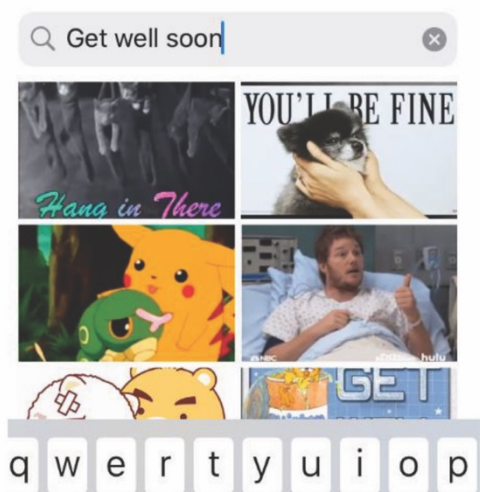 Get well soon
YOU'LL BE FINE
Hang in There
NBC
hulu
GET
q w e r t y u i o p